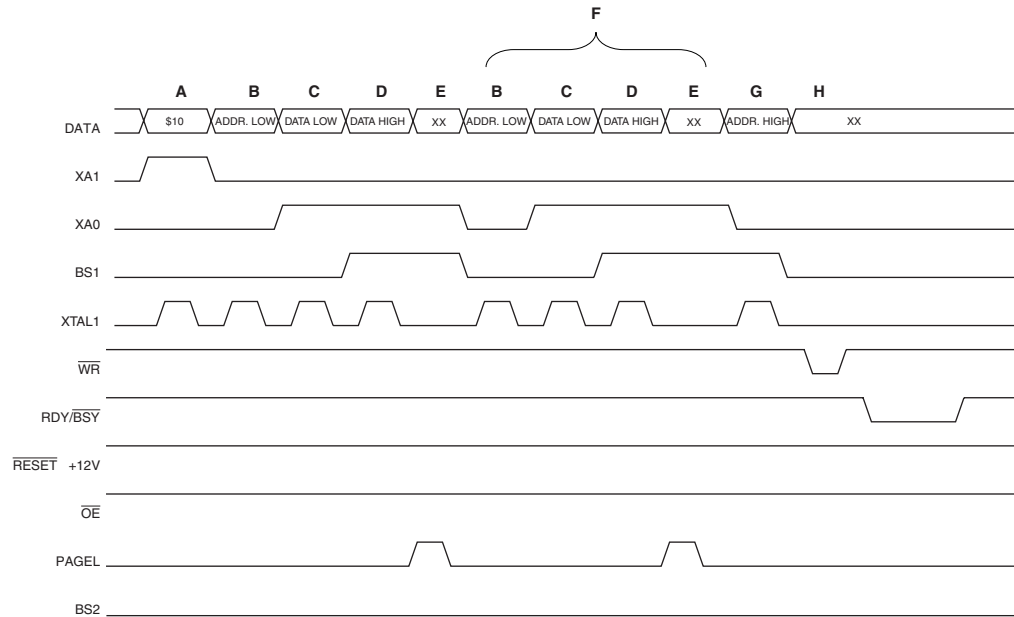 F
A B C D E B C D E G H
DATA $10 ADDR. LOW DATA LOW DATA HIGH XX ADDR. LOW DATA LOW DATA HIGH XX ADDR. HIGH XX
XA1
XA0
BS1
XTAL1
WR
RDY/BSY
RESET +12V
OE
PAGEL
BS2